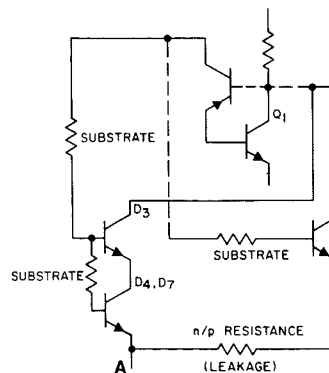 Q1
SUBSTRATE
D3
SUBSTRATE
SUBSTRATE
D4, D7
n/p RESISTANCE
A
(LEAKAGE)